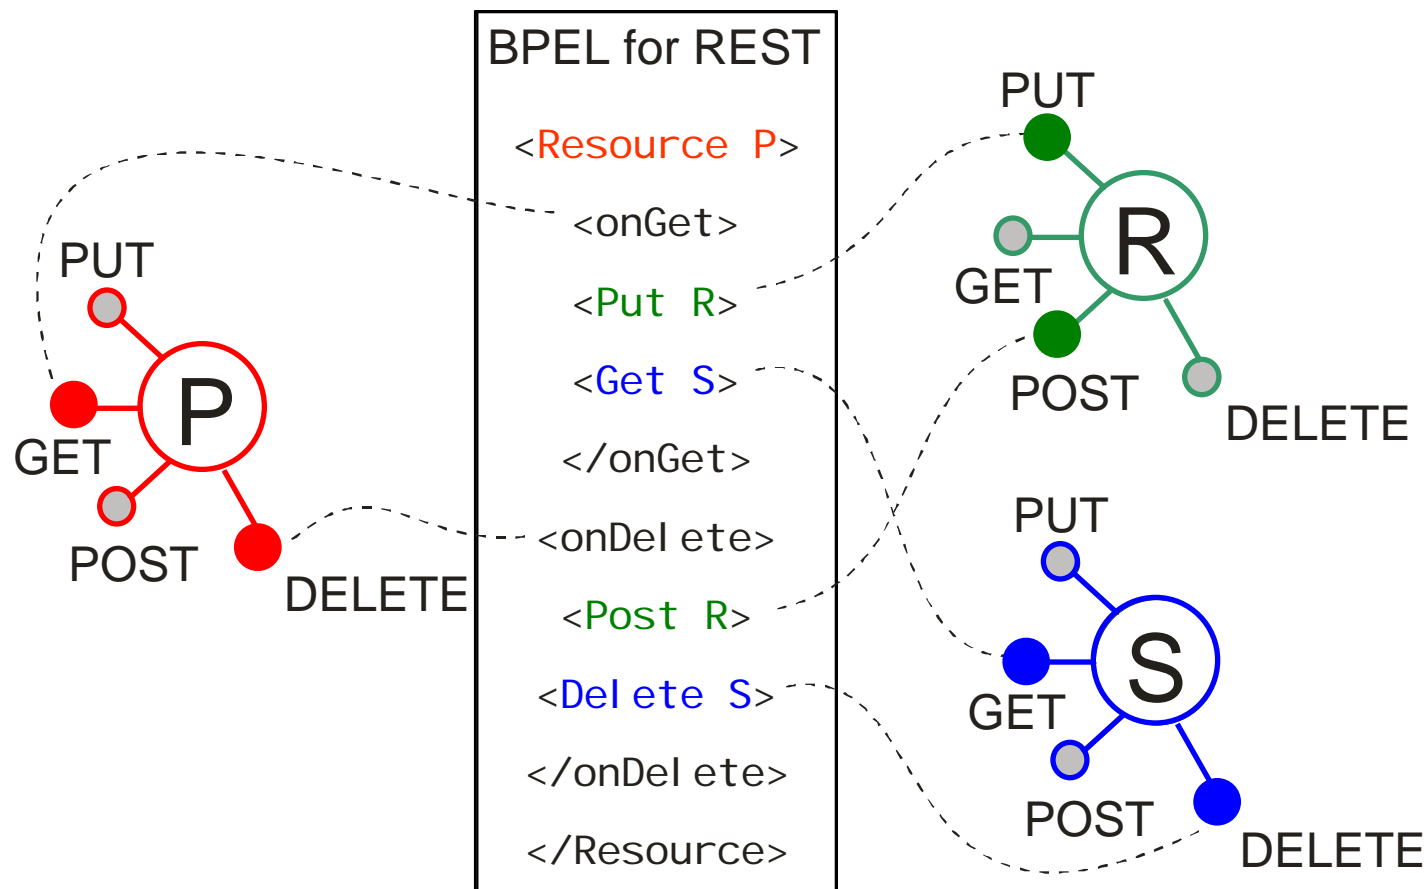 BPEL for REST
<Resource P>
<onGet>
<Put R>
<Get S>
</onGet>
<onDelete>
<Post R>
<Delete S>
</onDelete>
</Resource>
PUT
GET
P
POST
DELETE
PUT
R
GET
POST
DELETE
PUT
S
GET
POST
DELETE